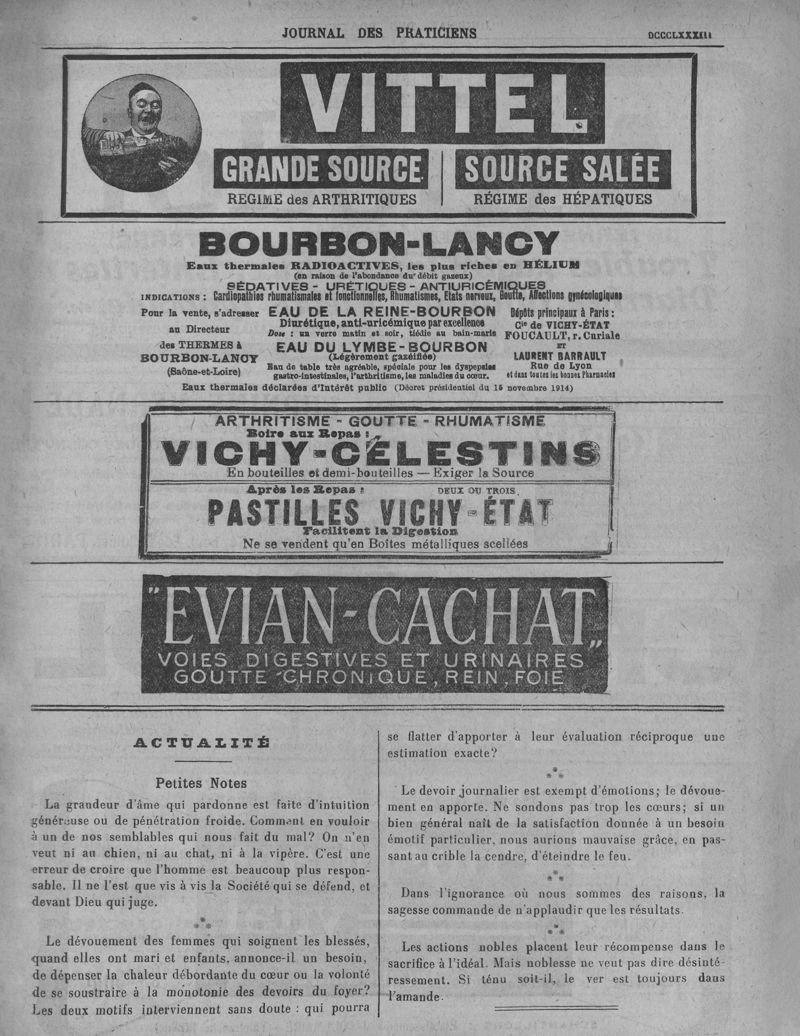 JOURNAL DES PRATICIENS
DCCCLXXXIII
VITTEL
GRANDE SOURCE
SOURCE SALÉE
REGIME des ARTHRITIQUES
RÉGIME des HÉPATIQUES
BOURBON-LANCY
Eaux thermales RADIOACTIVES, les plus riches en HÉLIUM
(en raison de l'abondance du débit gazeux)
SÉDATIVES - URÉTIQUES - ANTIURICÉMIQUES
INDICATIONS : Cardiopathies rhumatismales et fonctionnelles, Rhumatismes, Etats nerveux, Goutte, Affections gynécologiques
Pour la vente, s'adresser
au Directeur
des THERMES à
BOURBON-LANCY
(Saône-et-Loire)
EAU DE LA REINE-BOURBON
Diurétique, anti-uricémique par excellence
Dose : un verre matin et soir, tiédie au bain-marie
EAU DU LYMBE-BOURBON
(Légèrement gazéifiée)
Eau de table très agréable, spéciale pour les dyspepsies
gastro-intestinales, l'arthritisme, les maladies du cœur.
Dépôts principaux à Paris :
Cie de VICHY-ÉTAT
FOUCAULT, r. Curiale
ET
LAURENT BARRAULT
Rue de Lyon
et dans toutes les bonnes Pharmacies
Eaux thermales déclarées d'Intérêt public (Décret présidentiel du 15 novembre 1914)
ARTHRITISME - GOUTTE - RHUMATISME
Boire aux Repas :
VICHY-CÉLESTINS
En bouteilles et demi-bouteilles — Exiger la Source
Après les Repas : DEUX OU TROIS
PASTILLES VICHY-ÉTAT
Facilitent la Digestion
Ne se vendent qu'en Boîtes métalliques scellées
"EVIAN-CACHAT"
VOIES DIGESTIVES ET URINAIRES
GOUTTE CHRONIQUE, REIN, FOIE
ACTUALITÉ
Petites Notes
La grandeur d'âme qui pardonne est faite d'intuition
généreuse ou de pénétration froide. Comment en vouloir
à un de nos semblables qui nous fait du mal? On n'en
veut ni au chien, ni au chat, ni à la vipère. C'est une
erreur de croire que l'homme est beaucoup plus respon-
sable. Il ne l'est que vis à vis la Société qui se défend, et
devant Dieu qui juge.
* * *
Le dévouement des femmes qui soignent les blessés,
quand elles ont mari et enfants, annonce-il un besoin,
de dépenser la chaleur débordante du cœur ou la volonté
de se soustraire à la monotonie des devoirs du foyer?
Les deux motifs interviennent sans doute : qui pourra
se flatter d'apporter à leur évaluation réciproque une
estimation exacte?
* * *
Le devoir journalier est exempt d'émotions; le dévoue-
ment en apporte. Ne sondons pas trop les cœurs; si un
bien général naît de la satisfaction donnée à un besoin
émotif particulier, nous aurions mauvaise grâce, en pas-
sant au crible la cendre, d'éteindre le feu.
* * *
Dans l'ignorance où nous sommes des raisons, la
sagesse commande de n'applaudir que les résultats.
* * *
Les actions nobles placent leur récompense dans le
sacrifice à l'idéal. Mais noblesse ne veut pas dire désinté-
ressement. Si ténu soit-il, le ver est toujours dans
l'amande.